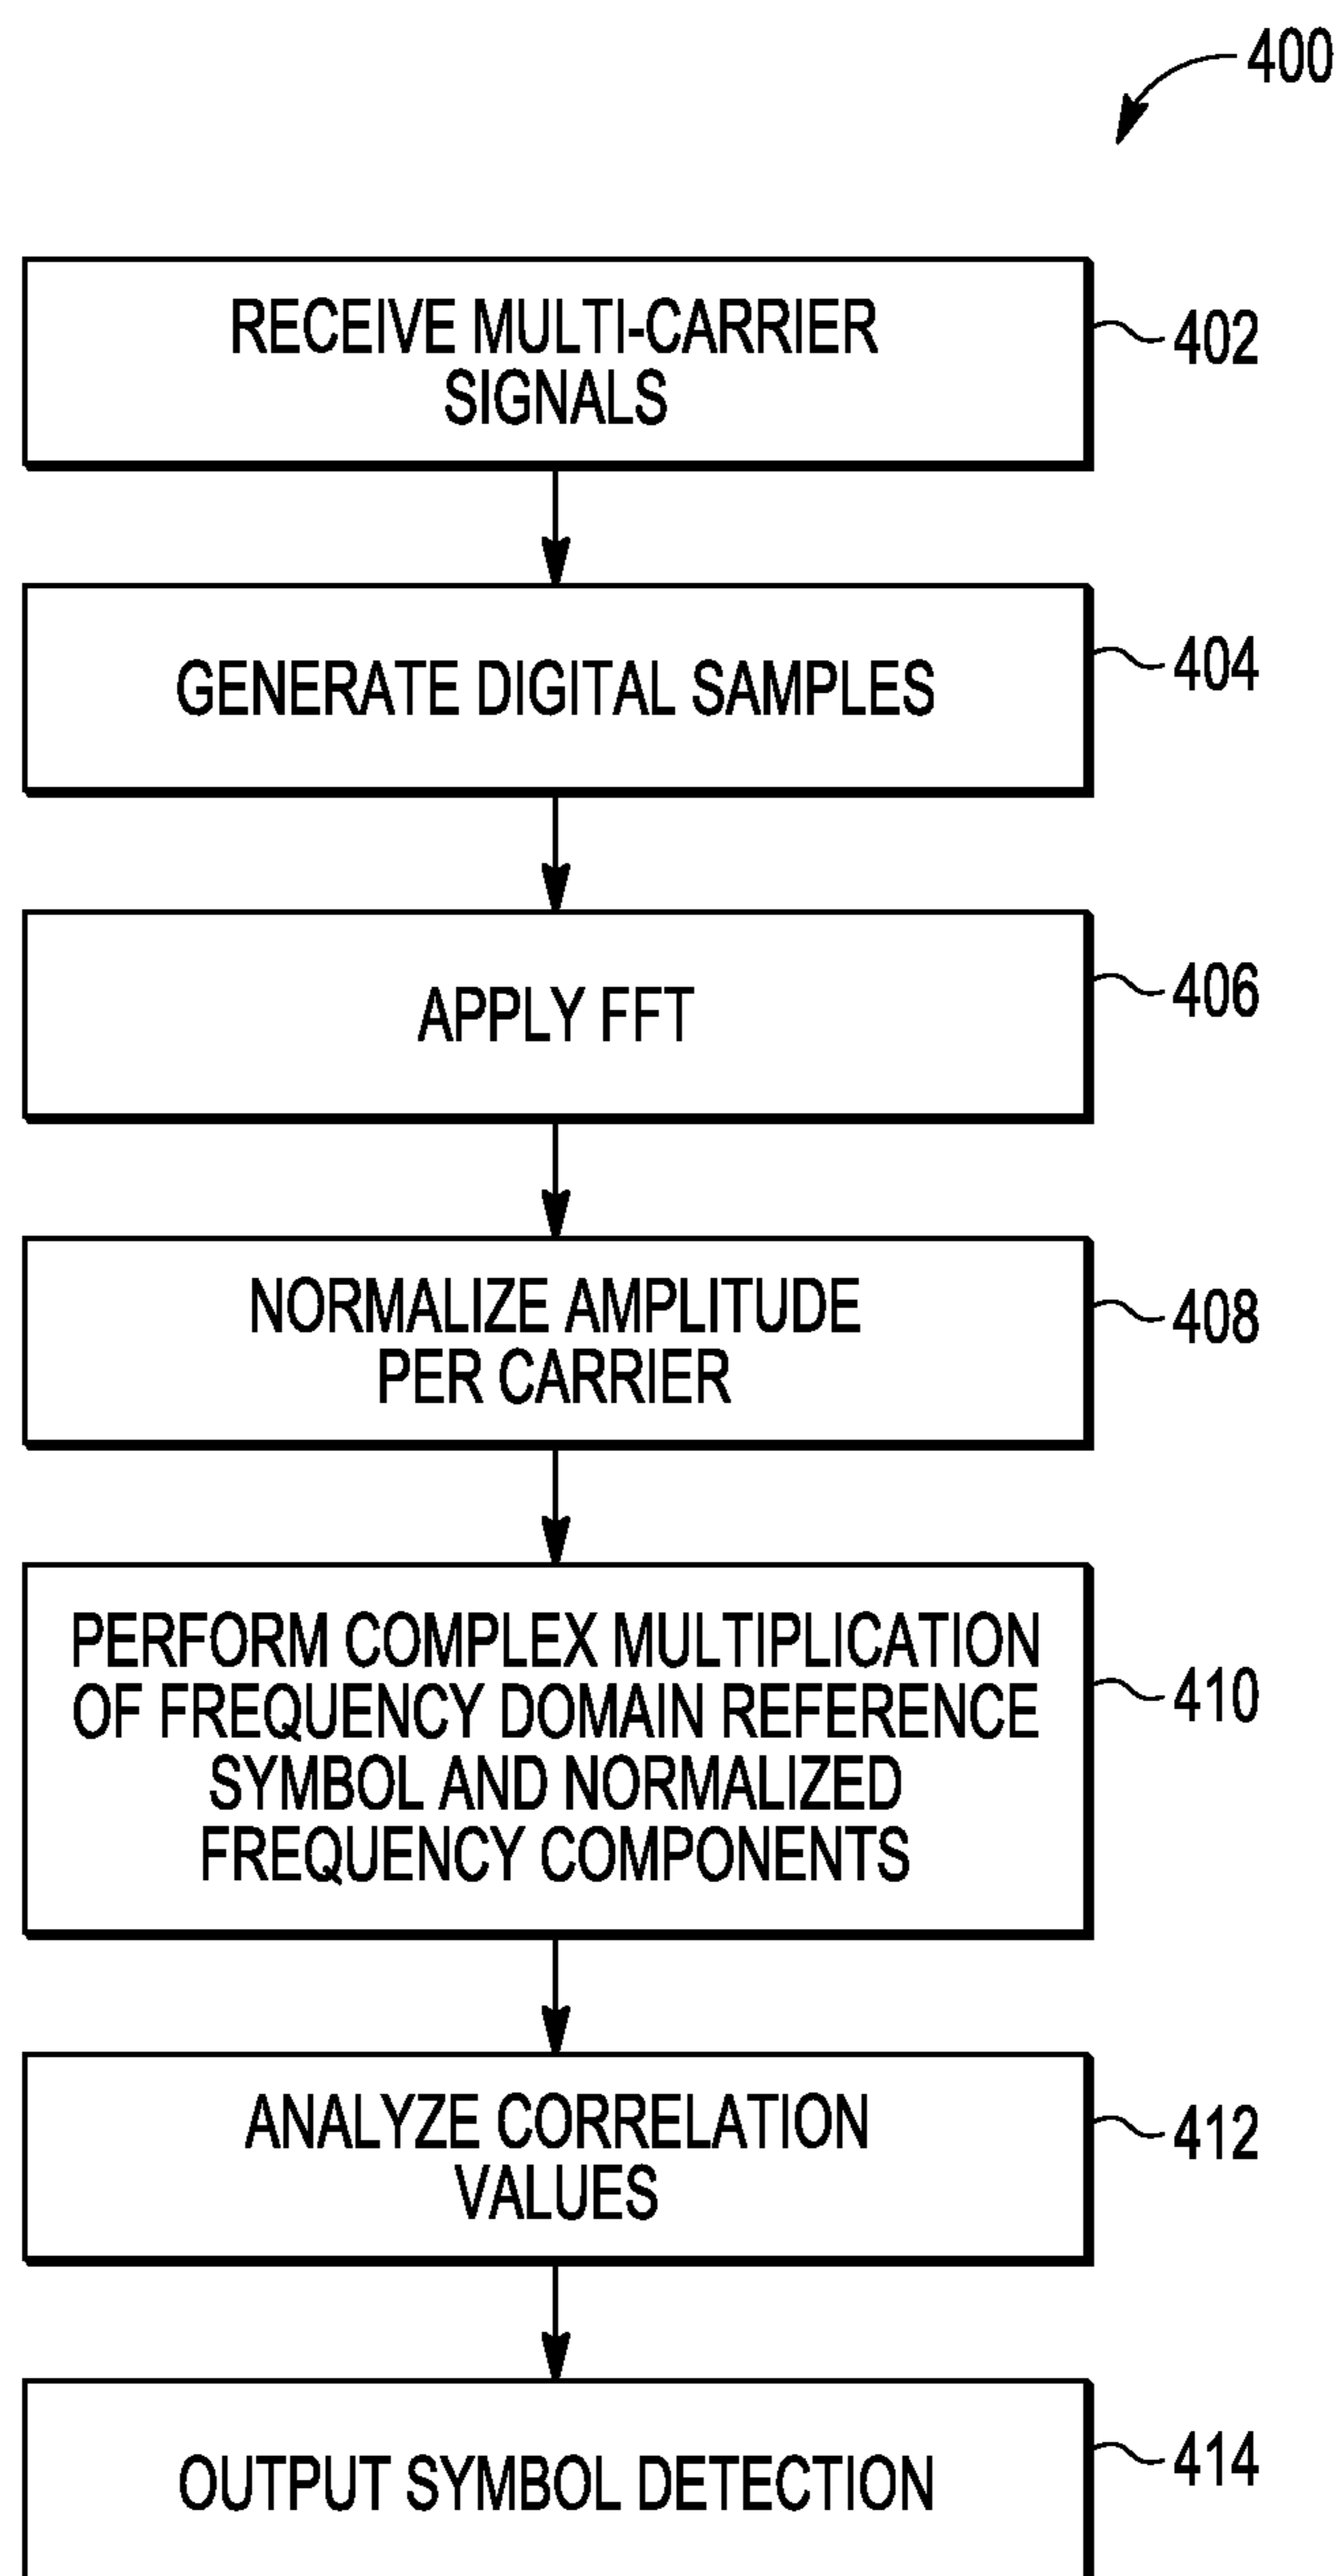 400
RECEIVE MULTI-CARRIER
SIGNALS
402
GENERATE DIGITAL SAMPLES
404
APPLY FFT
406
NORMALIZE AMPLITUDE
PER CARRIER
408
PERFORM COMPLEX MULTIPLICATION
OF FREQUENCY DOMAIN REFERENCE
SYMBOL AND NORMALIZED
FREQUENCY COMPONENTS
410
ANALYZE CORRELATION
VALUES
412
OUTPUT SYMBOL DETECTION
414